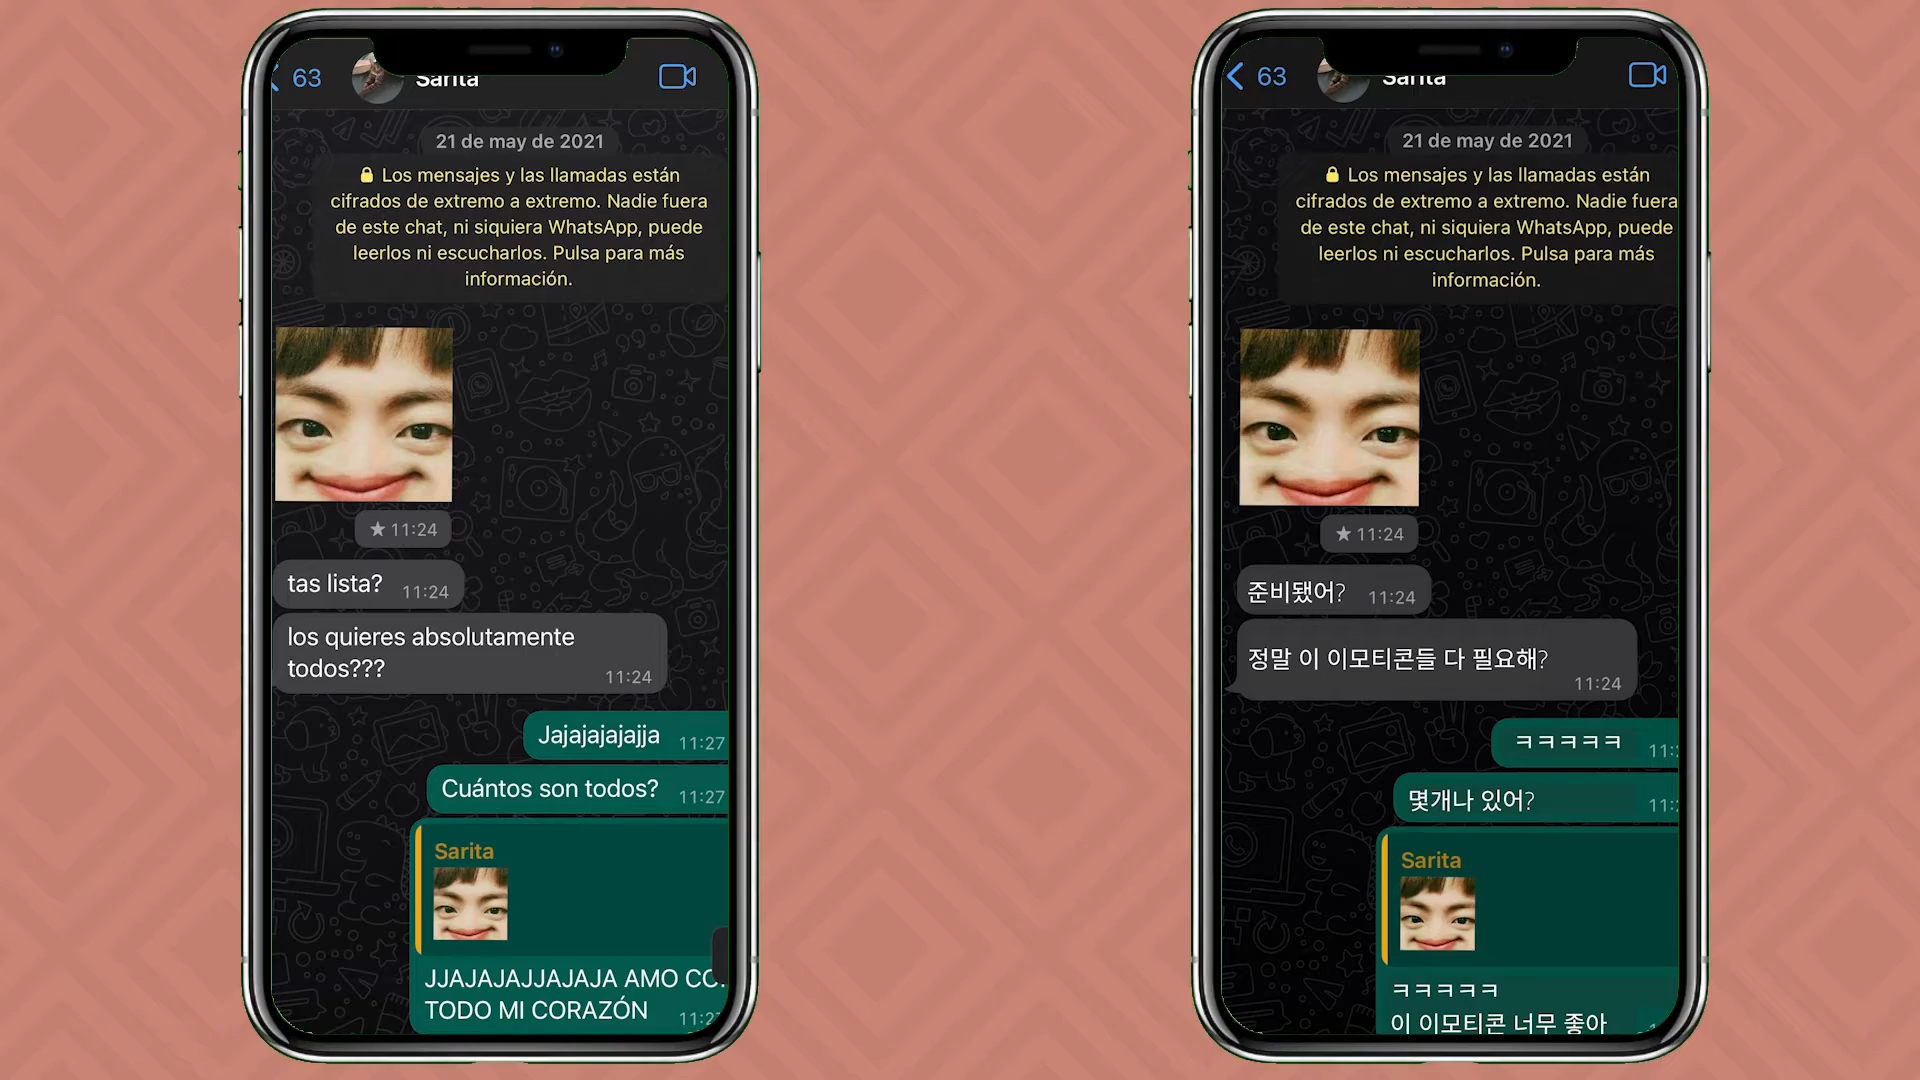 63
Sarita
21 de may de 2021
Los mensajes y las llamadas están
cifrados de extremo a extremo. Nadie fuera
de este chat, ni siquiera WhatsApp, puede
leerlos ni escucharlos. Pulsa para más
información.
★ 11:24
tas lista? 11:24
los quieres absolutamente
todos???
11:24
Jajajajajajja 11:27
Cuántos son todos? 11:27
Sarita
JJAJAJAJJAJAJA AMO
TODO MI CORAZÓN
63
Sarita
21 de may de 2021
Los mensajes y las llamadas están
cifrados de extremo a extremo. Nadie fuera
de este chat, ni siquiera WhatsApp, puede
leerlos ni escucharlos. Pulsa para más
información.
★ 11:24
준비됐어? 11:24
정말 이 이모티콘들 다 필요해?
11:24
ㅋㅋㅋㅋㅋ
몇개나 있어?
Sarita
ㅋㅋㅋㅋㅋ
이 이모티콘 너무 좋아